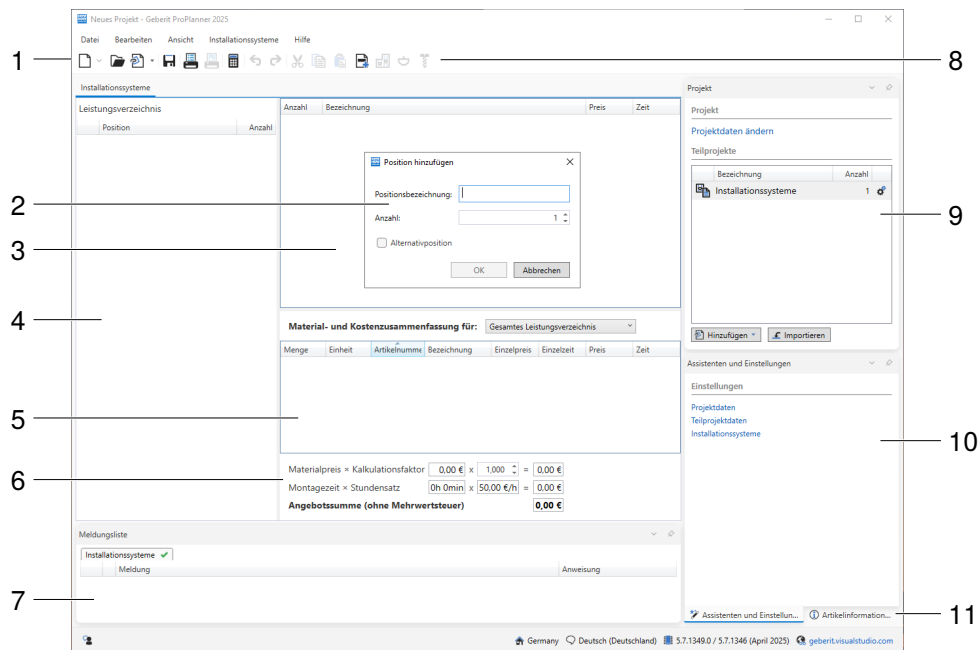 Neues Projekt - Geberit ProPlanner 2025
Datei Bearbeiten Ansicht Installationssysteme Hilfe
1
8
Installationssysteme
Leistungsverzeichnis
Position Anzahl
Anzahl Bezeichnung Preis Zeit
Position hinzufügen
Positionsbezeichnung:
Anzahl: 1
Alternativposition
OK Abbrechen
2
3
4
Material- und Kostenzusammenfassung für: Gesamtes Leistungsverzeichnis
Menge Einheit Artikelnumme Bezeichnung Einzelpreis Einzelzeit Preis Zeit
5
6
Materialpreis × Kalkulationsfaktor 0,00 € x 1,000 = 0,00 €
Montagezeit × Stundensatz 0h 0min x 50,00 €/h = 0,00 €
Angebotssumme (ohne Mehrwertsteuer) 0,00 €
Meldungsliste
Installationssysteme
Meldung Anweisung
7
Projekt
Projekt
Projektdaten ändern
Teilprojekte
Bezeichnung Anzahl
Installationssysteme 1
9
Hinzufügen Importieren
Assistenten und Einstellungen
Einstellungen
Projektdaten
Teilprojektdaten
Installationssysteme
10
Assistenten und Einstellun... Artikelinformation...
11
Germany Deutsch (Deutschland) 5.7.1349.0 / 5.7.1346 (April 2025) geberit.visualstudio.com